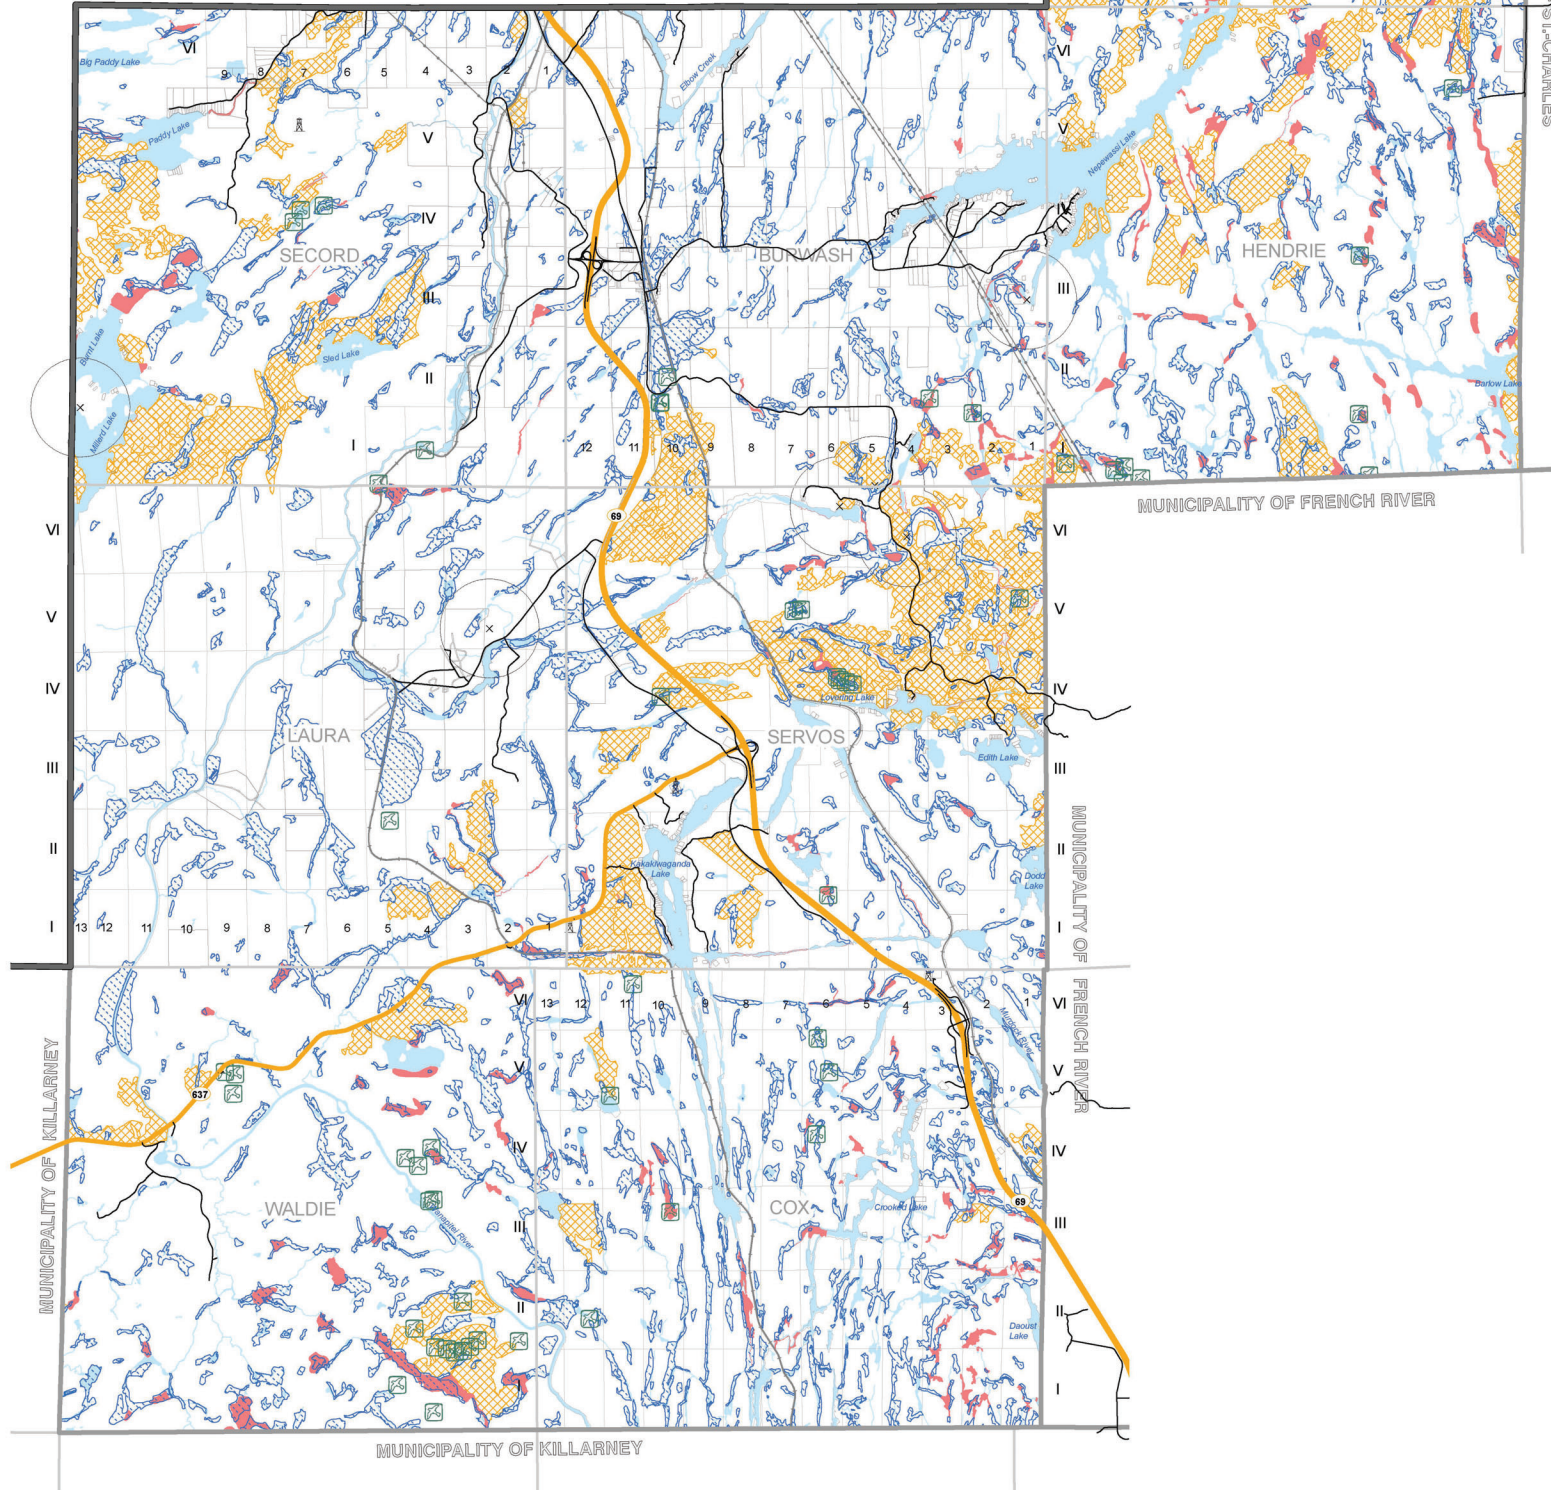 ST.-CHARLES
VI
Big Paddy Lake
9 8 7 6 5 4 3 2 1
Elbow Creek
VI
Paddy Lake
V
V
Nepewassi Lake
IV
IV
SECORD
BURWASH
HENDRIE
III
III
Burnt Lake
Sled Lake
II
II
Barlow Lake
Millerd Lake
I
12 11 10 9 8 7 6 5 4 3 2 1
I
MUNICIPALITY OF FRENCH RIVER
69
VI
VI
V
V
IV
IV
Lovering Lake
LAURA
SERVOS
Edith Lake
III
III
II
II
Kakakiwaganda
Lake
Dodd
Lake
MUNICIPALITY OF FRENCH RIVER
I
13 12 11 10 9 8 7 6 5 4 3 2 1
I
VI
13 12 11 10 9 8 7 6 5 4 3 2 1
VI
Murdock River
V
V
637
MUNICIPALITY OF KILLARNEY
IV
IV
WALDIE
COX
Crooked Lake
69
River
III
III
II
II
Daoust
Lake
I
I
MUNICIPALITY OF KILLARNEY